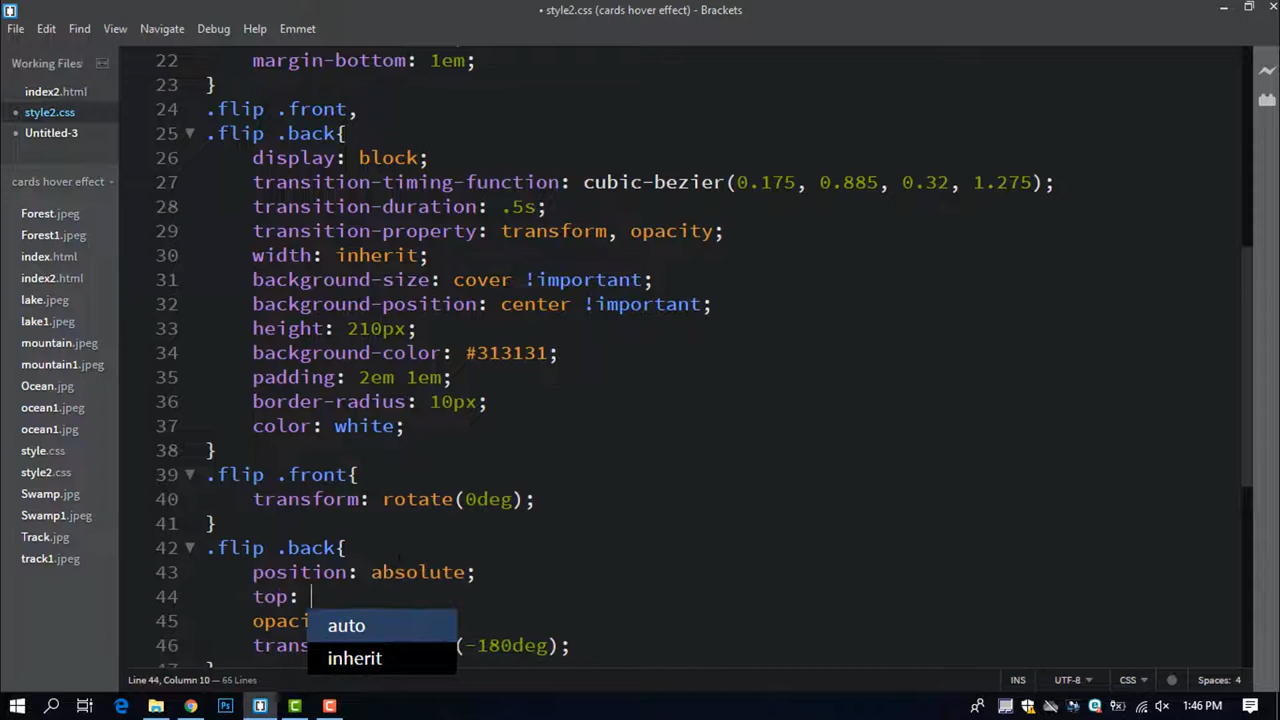 • style2.css (cards hover effect) - Brackets
File Edit Find View Navigate Debug Help Emmet
Working Files
index2.html
style2.css
Untitled-3
cards hover effect
Forest.jpeg
Forest1.jpeg
index.html
index2.html
lake.jpeg
lake1.jpeg
mountain.jpeg
mountain1.jpeg
Ocean.jpg
ocean1.jpeg
ocean1.jpg
style.css
style2.css
Swamp.jpeg
Swamp1.jpeg
Track.jpg
track1.jpeg
22 margin-bottom: 1em;
23 }
24 .flip .front,
25 .flip .back{
26 display: block;
27 transition-timing-function: cubic-bezier(0.175, 0.885, 0.32, 1.275);
28 transition-duration: .5s;
29 transition-property: transform, opacity;
30 width: inherit;
31 background-size: cover !important;
32 background-position: center !important;
33 height: 210px;
34 background-color: #313131;
35 padding: 2em 1em;
36 border-radius: 10px;
37 color: white;
38 }
39 .flip .front{
40 transform: rotate(0deg);
41 }
42 .flip .back{
43 position: absolute;
44 top:
45 opaci
46 trans (-180deg);
47 }
auto
inherit
Line 44, Column 10 — 65 Lines
INS UTF-8 CSS Spaces: 4
1:46 PM